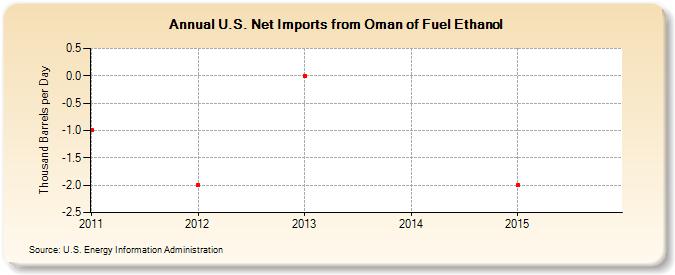 Annual U.S. Net Imports from Oman of Fuel Ethanol
Thousand Barrels per Day
0.5
0.0
-0.5
-1.0
-1.5
-2.0
-2.5
2011 2012 2013 2014 2015
Source: U.S. Energy Information Administration